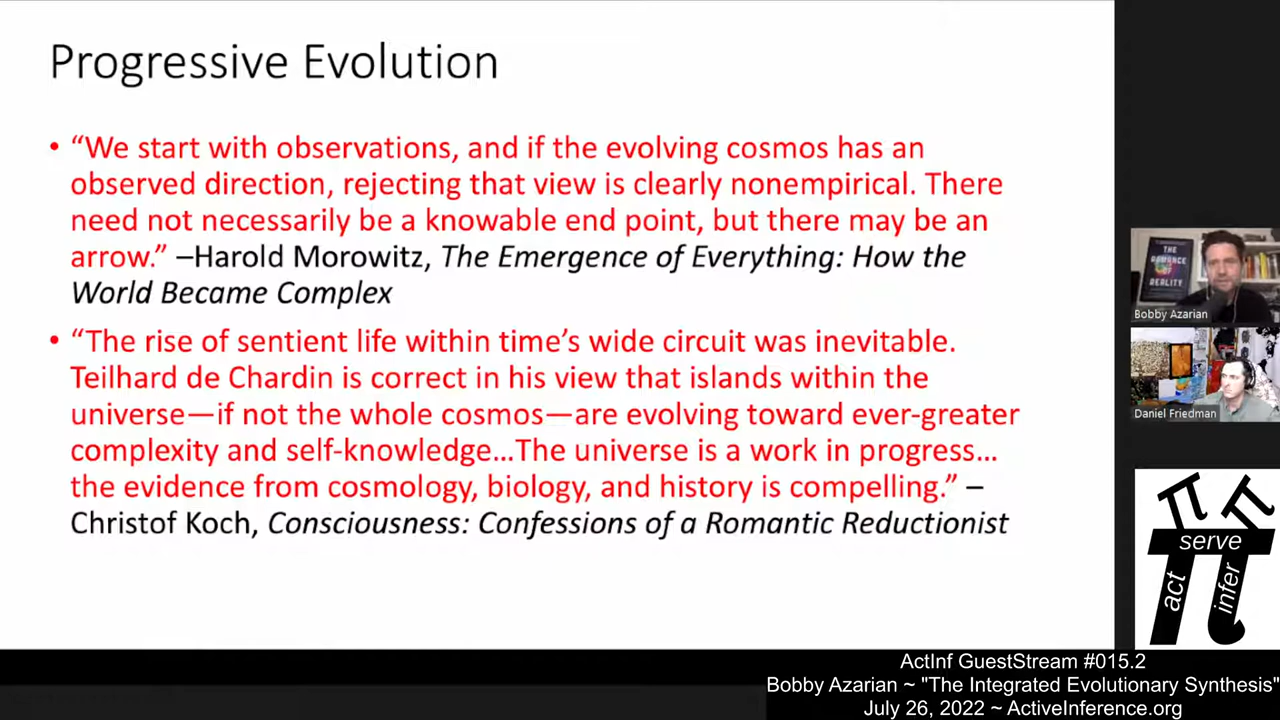 Progressive Evolution
• “We start with observations, and if the evolving cosmos has an
observed direction, rejecting that view is clearly nonempirical. There
need not necessarily be a knowable end point, but there may be an
arrow.” –Harold Morowitz, The Emergence of Everything: How the
World Became Complex
• “The rise of sentient life within time’s wide circuit was inevitable.
Teilhard de Chardin is correct in his view that islands within the
universe—if not the whole cosmos—are evolving toward ever-greater
complexity and self-knowledge…The universe is a work in progress…
the evidence from cosmology, biology, and history is compelling.” –
Christof Koch, Consciousness: Confessions of a Romantic Reductionist
THE
ROMANCE
OF
REALITY
Bobby Azarian
Daniel Friedman
serve
act
infer
ActInf GuestStream #015.2
Bobby Azarian ~ "The Integrated Evolutionary Synthesis"
July 26, 2022 ~ ActiveInference.org